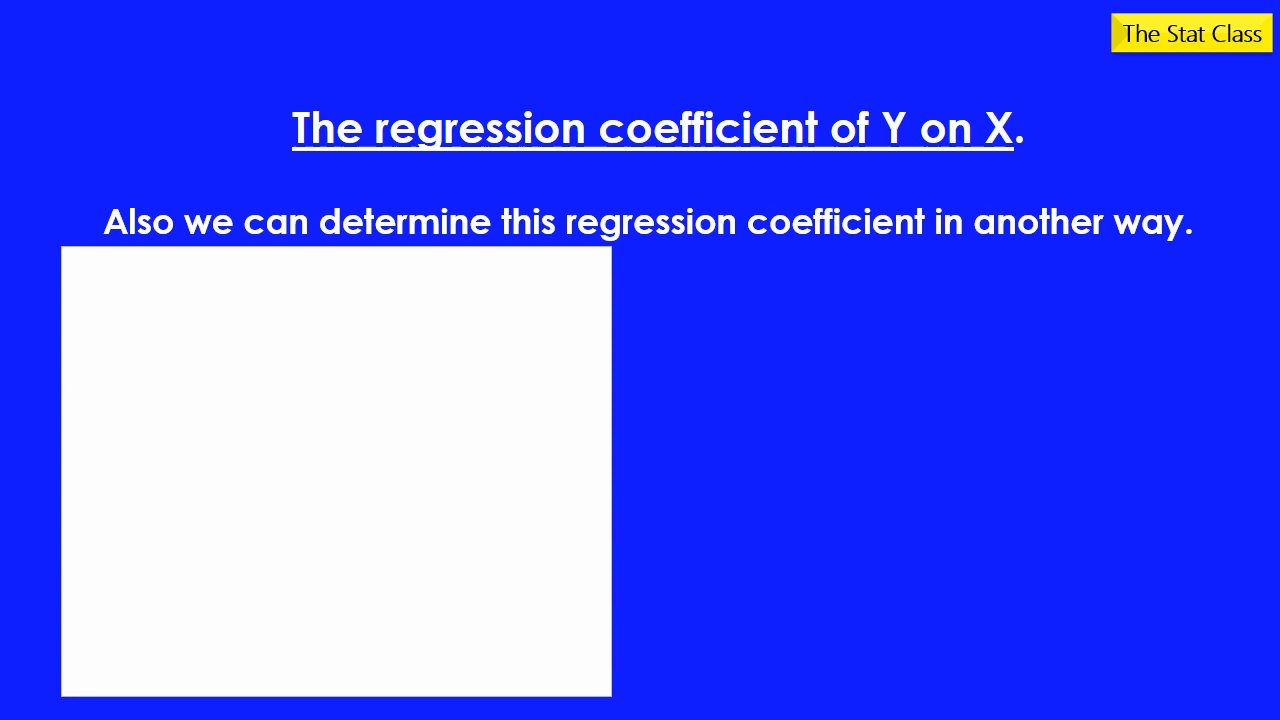 The Stat Class
The regression coefficient of Y on X.
Also we can determine this regression coefficient in another way.